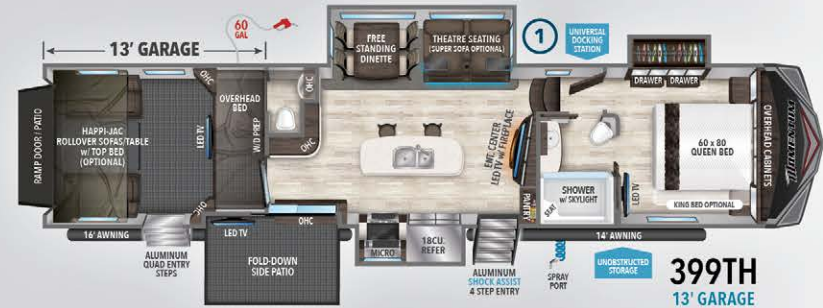 13' GARAGE
60
GAL
FREE
STANDING
DINETTE
THEATRE SEATING
(SUPER SOFA OPTIONAL)
1
UNIVERSAL
DOCKING
STATION
RAMP DOOR / PATIO
HAPPI-JAC
ROLLOVER SOFAS/TABLE
w/ TOP BED
(OPTIONAL)
OHC
LED TV
OHC
OVERHEAD
BED
W/D PREP
OHC
OHC
ENT. CENTER
LED TV w/ FIREPLACE
DRAWER
DRAWER
60 x 80
QUEEN BED
OVERHEAD CABINETS
MOMENTUM
SHOWER
w/ SKYLIGHT
SEAT
LED TV
KING BED OPTIONAL
PANTRY
OHC
16' AWNING
LED TV
14' AWNING
ALUMINUM
QUAD ENTRY
STEPS
FOLD-DOWN
SIDE PATIO
MICRO
18CU.
REFER
ALUMINUM
SHOCK ASSIST
4 STEP ENTRY
SPRAY
PORT
UNOBSTRUCTED
STORAGE
399TH
13' GARAGE